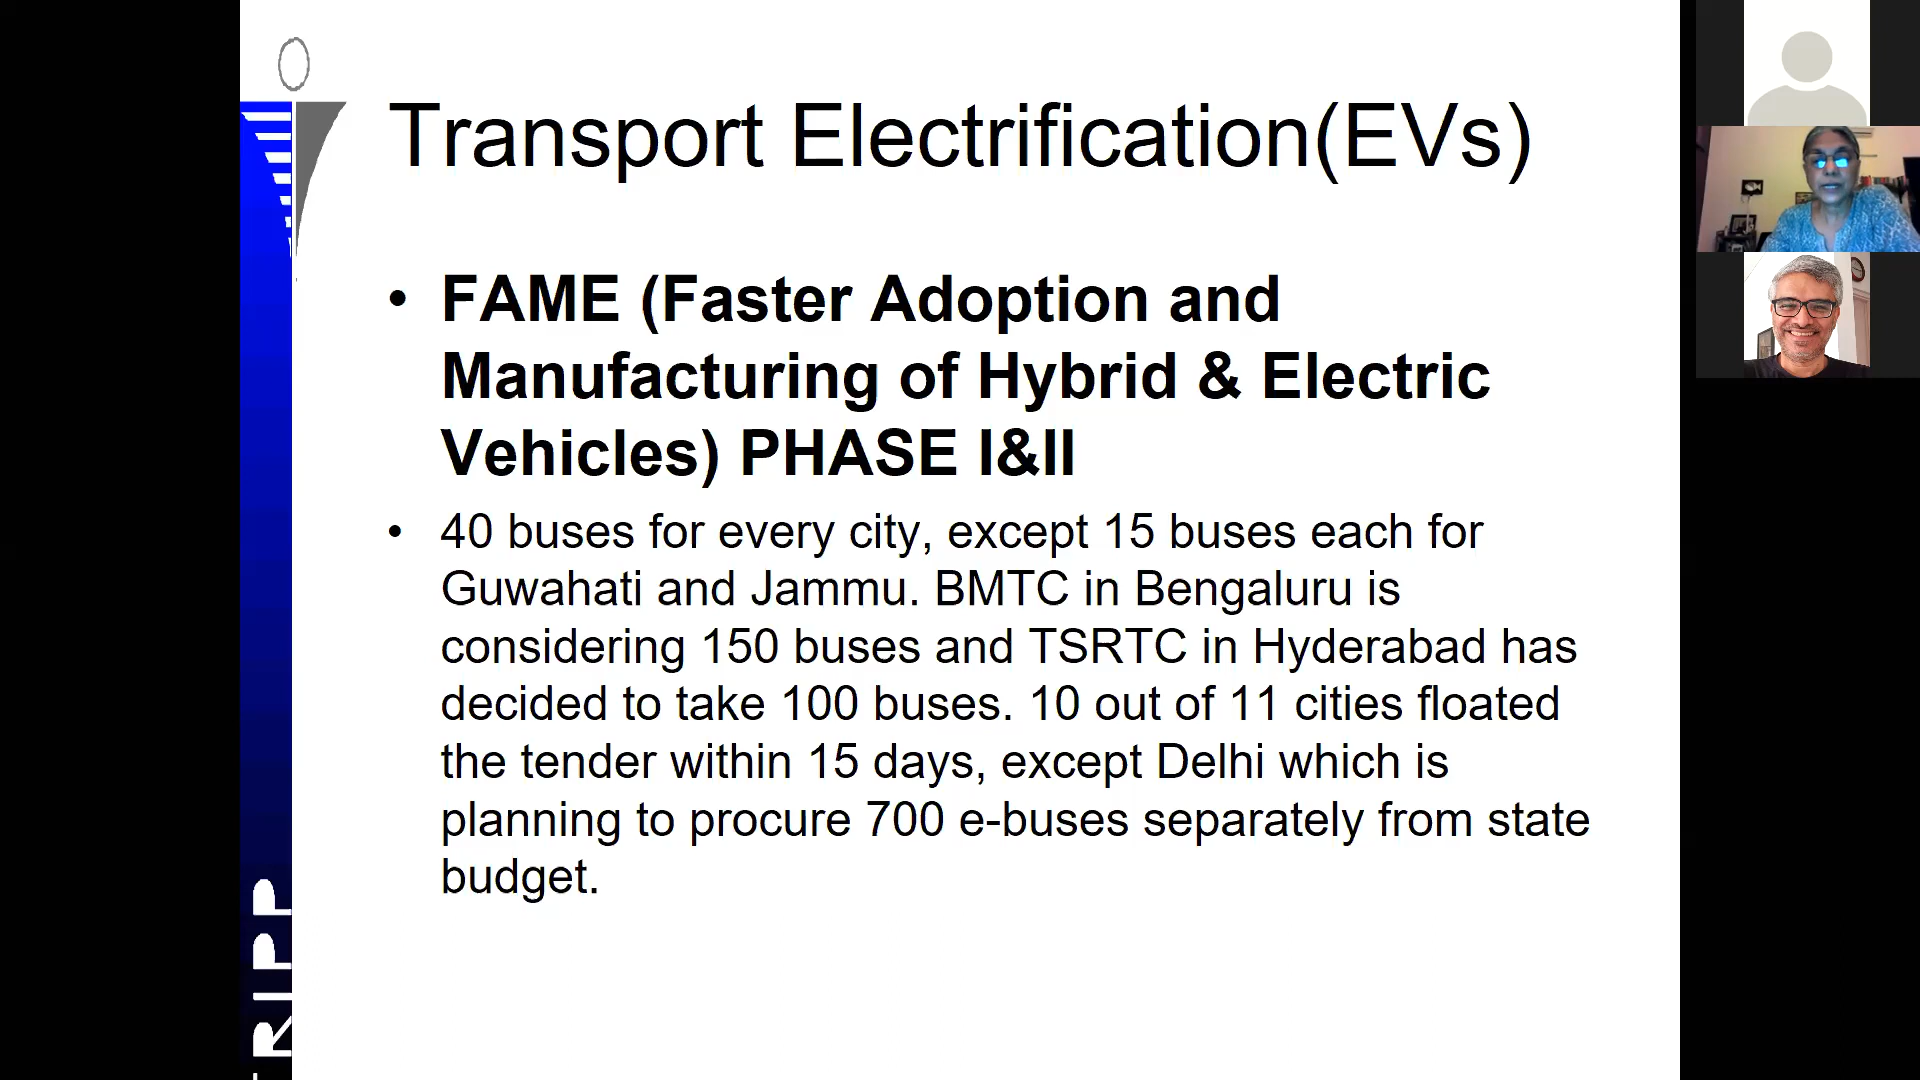 Transport Electrification(EVs)
• FAME (Faster Adoption and
Manufacturing of Hybrid & Electric
Vehicles) PHASE I&II
• 40 buses for every city, except 15 buses each for
Guwahati and Jammu. BMTC in Bengaluru is
considering 150 buses and TSRTC in Hyderabad has
decided to take 100 buses. 10 out of 11 cities floated
the tender within 15 days, except Delhi which is
planning to procure 700 e-buses separately from state
budget.
TRIPP